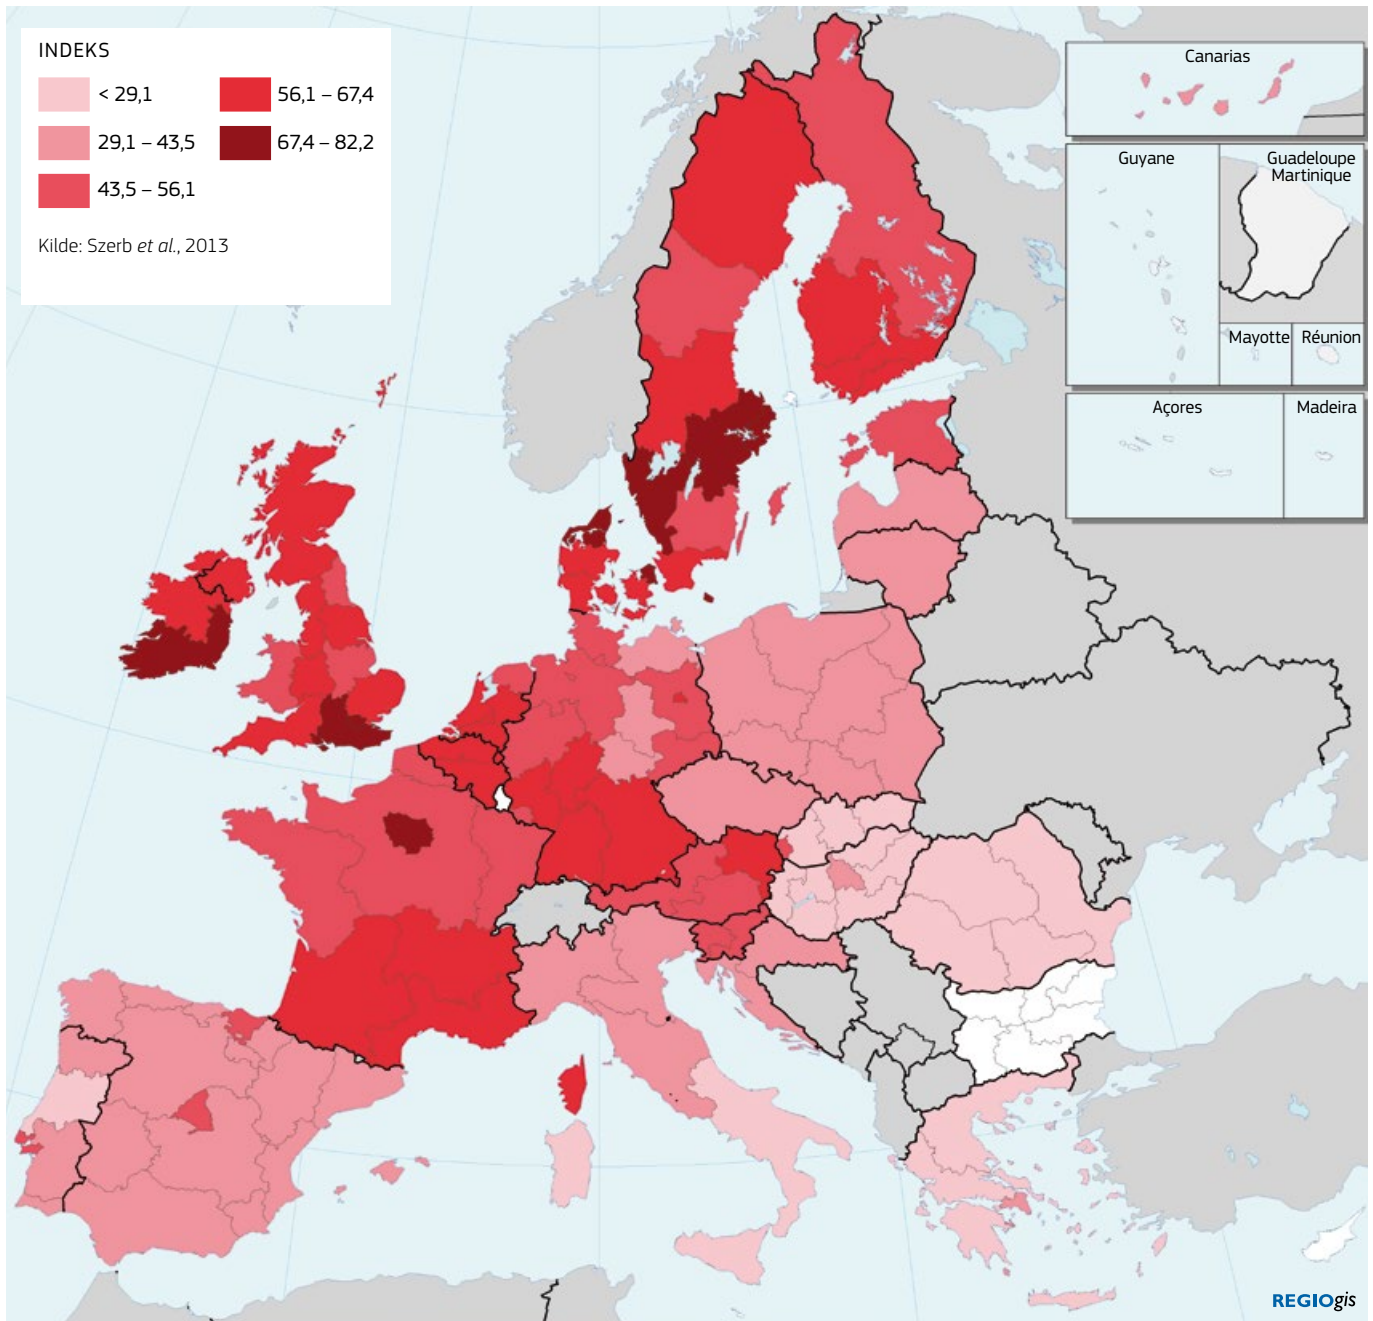 INDEKS
< 29,1
29,1 – 43,5
43,5 – 56,1
56,1 – 67,4
67,4 – 82,2
Kilde: Szerb et al., 2013
Canarias
Guyane
Guadeloupe
Martinique
Mayotte
Réunion
Açores
Madeira
REGIOgis